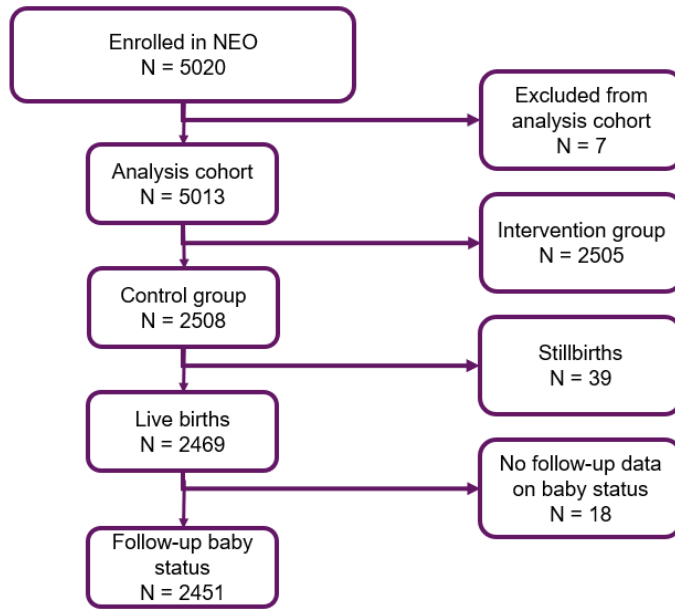 Enrolled in NEO
N = 5020
Excluded from
analysis cohort
N = 7
Analysis cohort
N = 5013
Intervention group
N = 2505
Control group
N = 2508
Stillbirths
N = 39
Live births
N = 2469
No follow-up data
on baby status
N = 18
Follow-up baby
status
N = 2451